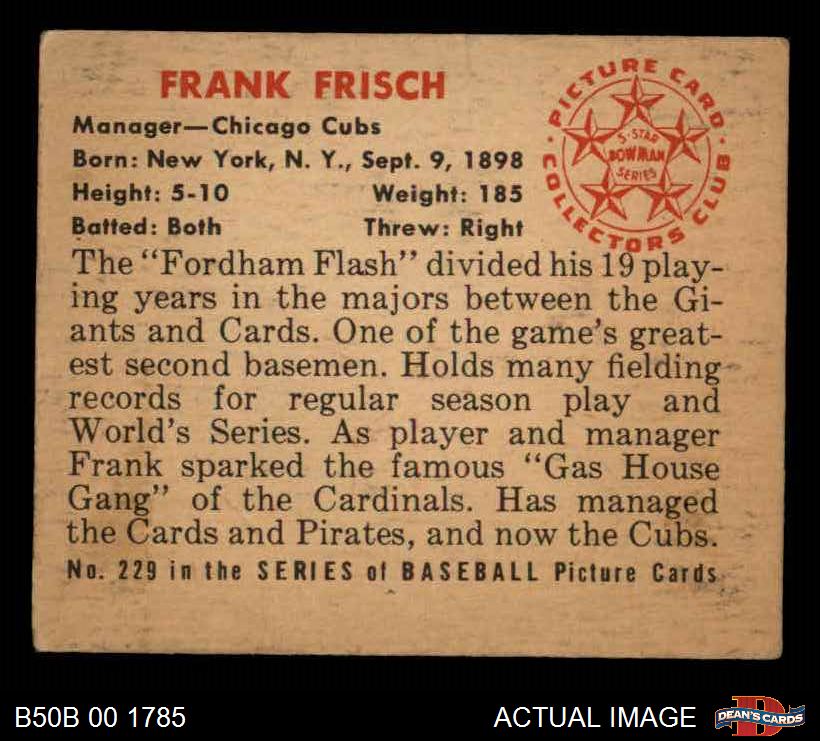 FRANK FRISCH
Manager—Chicago Cubs
Born: New York, N. Y., Sept. 9, 1898
Height: 5-10 Weight: 185
Batted: Both Threw: Right
PICTURE CARD
COLLECTORS CLUB
5-STAR
BOWMAN
SERIES
The "Fordham Flash" divided his 19 play-
ing years in the majors between the Gi-
ants and Cards. One of the game's great-
est second basemen. Holds many fielding
records for regular season play and
World's Series. As player and manager
Frank sparked the famous "Gas House
Gang" of the Cardinals. Has managed
the Cards and Pirates, and now the Cubs.
No. 229 in the SERIES of BASEBALL Picture Cards
B50B 00 1785
ACTUAL IMAGE
D
DEAN'S CARDS